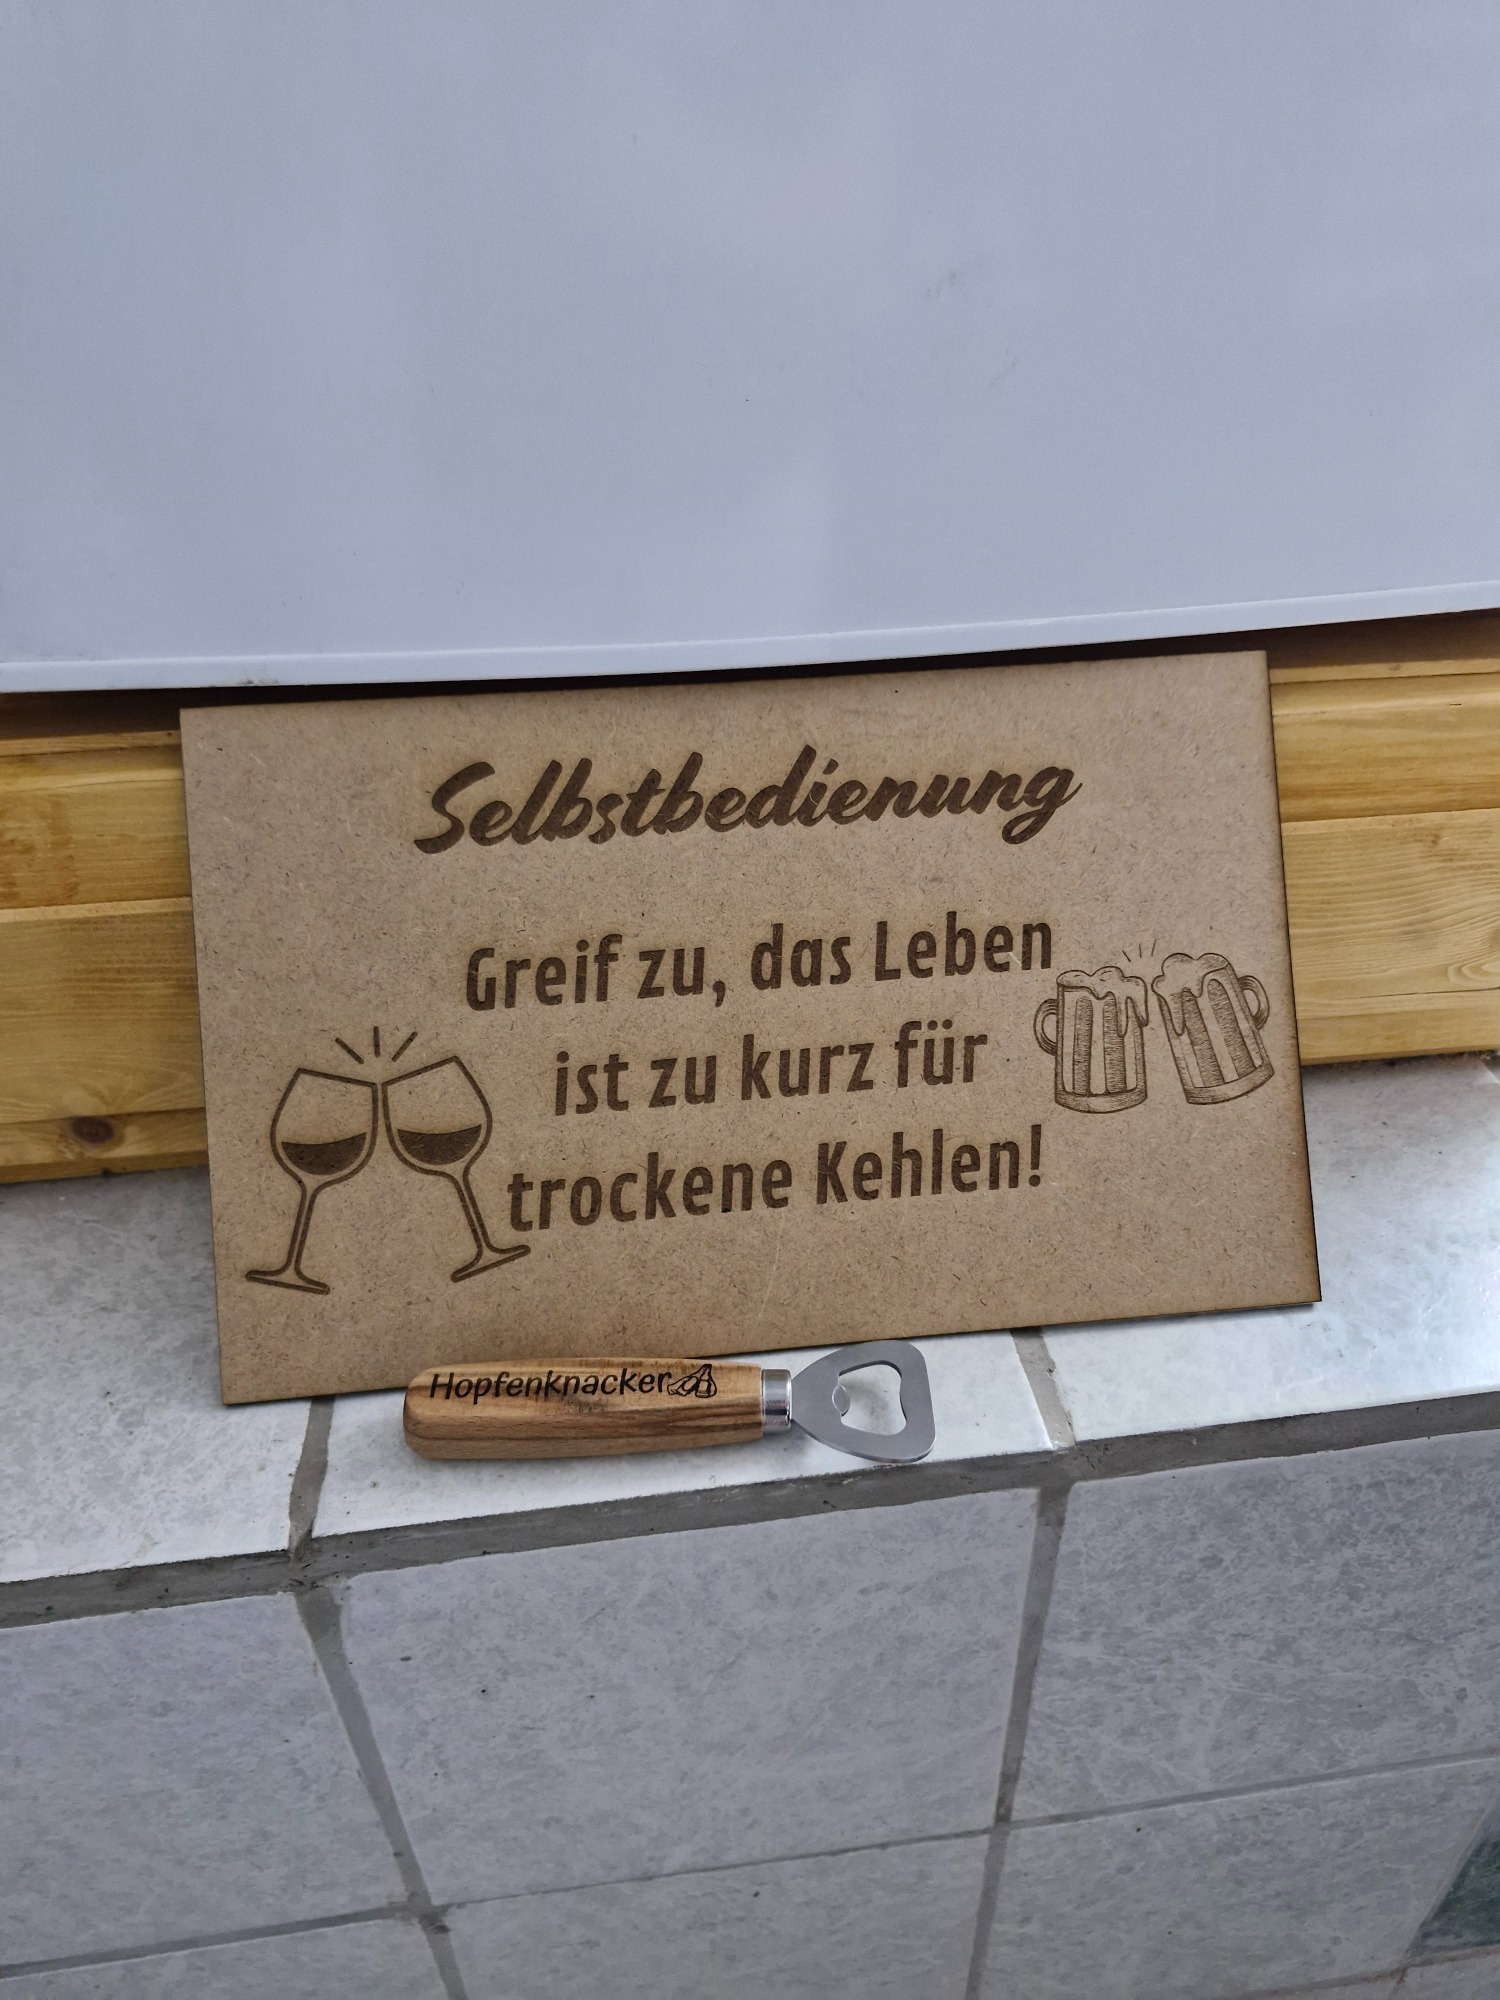 Selbstbedienung
Greif zu, das Leben
ist zu kurz für
trockene Kehlen!
Hopfenknacker